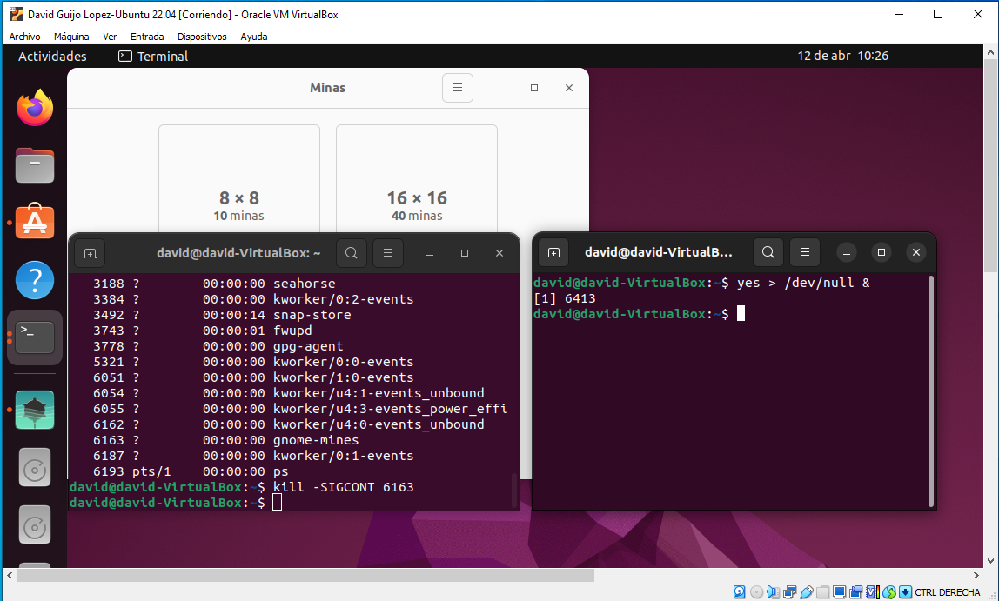 David Guijo Lopez-Ubuntu 22.04 [Corriendo] - Oracle VM VirtualBox
Archivo Máquina Ver Entrada Dispositivos Ayuda
Actividades Terminal 12 de abr 10:26
Minas
8 × 8
10 minas
16 × 16
40 minas
david@david-VirtualBox: ~
3188 ? 00:00:00 seahorse
3384 ? 00:00:00 kworker/0:2-events
3492 ? 00:00:14 snap-store
3743 ? 00:00:01 fwupd
3778 ? 00:00:00 gpg-agent
5321 ? 00:00:00 kworker/0:0-events
6051 ? 00:00:00 kworker/1:0-events
6054 ? 00:00:00 kworker/u4:1-events_unbound
6055 ? 00:00:00 kworker/u4:3-events_power_effi
6162 ? 00:00:00 kworker/u4:0-events_unbound
6163 ? 00:00:00 gnome-mines
6187 ? 00:00:00 kworker/0:1-events
6193 pts/1 00:00:00 ps
david@david-VirtualBox:~$ kill -SIGCONT 6163
david@david-VirtualBox:~$
david@david-VirtualB...
david@david-VirtualBox:~$ yes > /dev/null &
[1] 6413
david@david-VirtualBox:~$
CTRL DERECHA